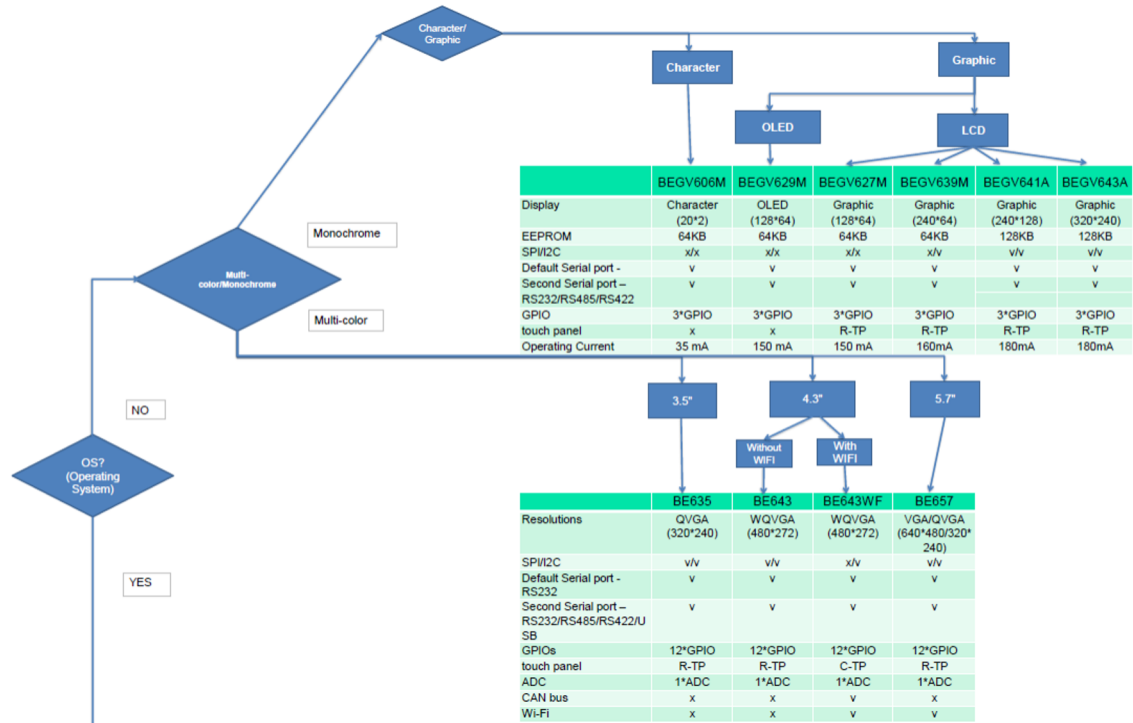 Character/
Graphic
Character
Graphic
OLED
LCD
BEGV606M BEGV629M BEGV627M BEGV639M BEGV641A BEGV643A
Display Character OLED Graphic Graphic Graphic Graphic
(20*2) (128*64) (128*64) (240*64) (240*128) (320*240)
EEPROM 64KB 64KB 64KB 64KB 128KB 128KB
SPI/I2C x/x x/x x/x x/v v/v v/v
Default Serial port - v v v v v v
Second Serial port – v v v v v v
RS232/RS485/RS422
GPIO 3*GPIO 3*GPIO 3*GPIO 3*GPIO 3*GPIO 3*GPIO
touch panel x x R-TP R-TP R-TP R-TP
Operating Current 35 mA 150 mA 150 mA 160mA 180mA 180mA
Monochrome
Multi-
color/Monochrome
Multi-color
3.5"
4.3"
5.7"
NO
Without
WIFI
With
WIFI
OS?
(Operating
System)
BE635 BE643 BE643WF BE657
Resolutions QVGA WQVGA WQVGA VGA/QVGA
(320*240) (480*272) (480*272) (640*480/320*
240)
SPI/I2C v/v v/v x/v v/v
Default Serial port - v v v v
RS232
Second Serial port – v v v v
RS232/RS485/RS422/U
SB
GPIOs 12*GPIO 12*GPIO 12*GPIO 12*GPIO
touch panel R-TP R-TP C-TP R-TP
ADC 1*ADC 1*ADC 1*ADC 1*ADC
CAN bus x x v x
Wi-Fi x x v v
YES